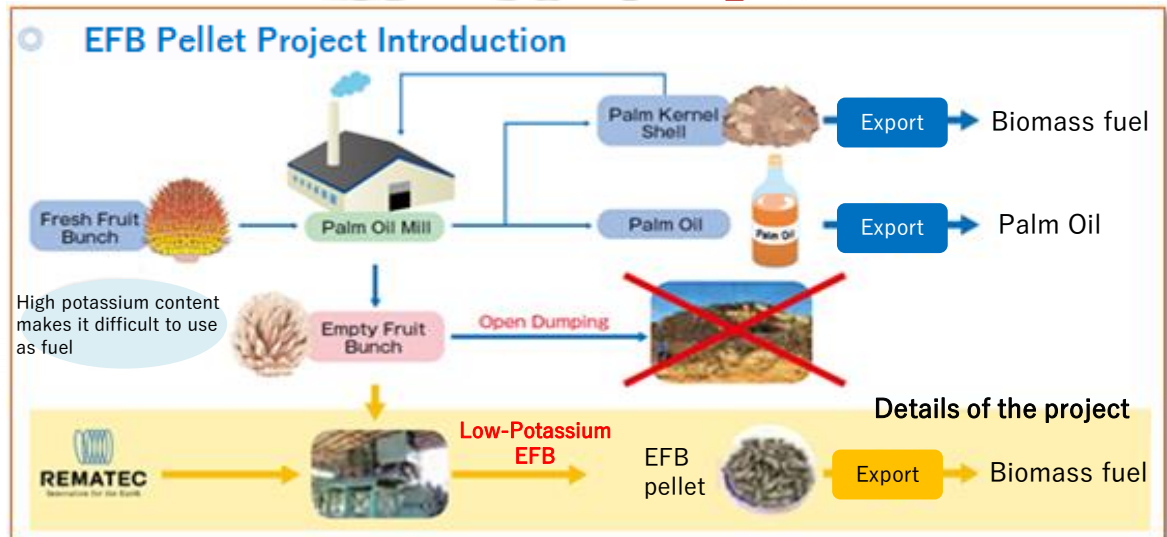 EFB Pellet Project Introduction
Palm Kernel
Shell
Export
Biomass fuel
Fresh Fruit
Bunch
Palm Oil Mill
Palm Oil
Palm Oil
Export
Palm Oil
High potassium content
makes it difficult to use
as fuel
Empty Fruit
Bunch
Open Dumping
Details of the project
REMATEC
Low-Potassium
EFB
EFB
pellet
Export
Biomass fuel